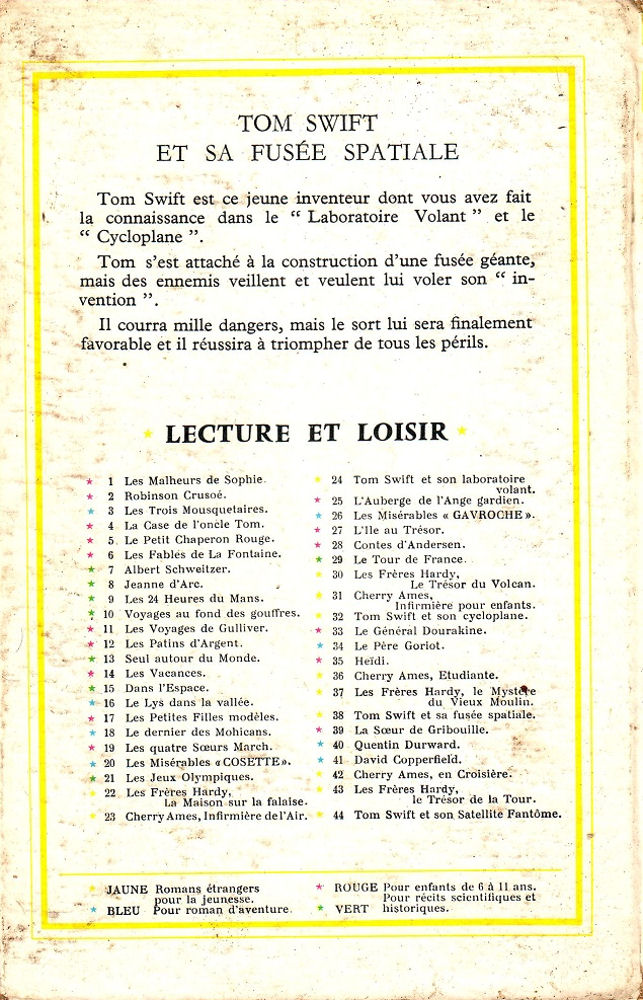 TOM SWIFT
ET SA FUSÉE SPATIALE
Tom Swift est ce jeune inventeur dont vous avez fait
la connaissance dans le “ Laboratoire Volant ” et le
“ Cycloplane ”.
Tom s'est attaché à la construction d'une fusée géante,
mais des ennemis veillent et veulent lui voler son “ in-
vention ”.
Il courra mille dangers, mais le sort lui sera finalement
favorable et il réussira à triompher de tous les périls.
LECTURE ET LOISIR
1 Les Malheurs de Sophie.
2 Robinson Crusoé.
3 Les Trois Mousquetaires.
4 La Case de l'oncle Tom.
5 Le Petit Chaperon Rouge.
6 Les Fables de La Fontaine.
7 Albert Schweitzer.
8 Jeanne d'Arc.
9 Les 24 Heures du Mans.
10 Voyages au fond des gouffres.
11 Les Voyages de Gulliver.
12 Les Patins d'Argent.
13 Seul autour du Monde.
14 Les Vacances.
15 Dans l'Espace.
16 Le Lys dans la vallée.
17 Les Petites Filles modèles.
18 Le dernier des Mohicans.
19 Les quatre Sœurs March.
20 Les Misérables « COSETTE ».
21 Les Jeux Olympiques.
22 Les Frères Hardy,
La Maison sur la falaise.
23 Cherry Ames, Infirmière de l'Air.
24 Tom Swift et son laboratoire
volant.
25 L'Auberge de l'Ange gardien.
26 Les Misérables « GAVROCHE ».
27 L'Ile au Trésor.
28 Contes d'Andersen.
29 Le Tour de France.
30 Les Frères Hardy,
Le Trésor du Volcan.
31 Cherry Ames,
Infirmière pour enfants.
32 Tom Swift et son cycloplane.
33 Le Général Dourakine.
34 Le Père Goriot.
35 Heïdi.
36 Cherry Ames, Etudiante.
37 Les Frères Hardy, le Mystère
du Vieux Moulin.
38 Tom Swift et sa fusée spatiale.
39 La Sœur de Gribouille.
40 Quentin Durward.
41 David Copperfield.
42 Cherry Ames, en Croisière.
43 Les Frères Hardy,
le Trésor de la Tour.
44 Tom Swift et son Satellite Fantôme.
JAUNE Romans étrangers
pour la jeunesse.
BLEU Pour roman d'aventure.
ROUGE Pour enfants de 6 à 11 ans.
Pour récits scientifiques et
VERT historiques.